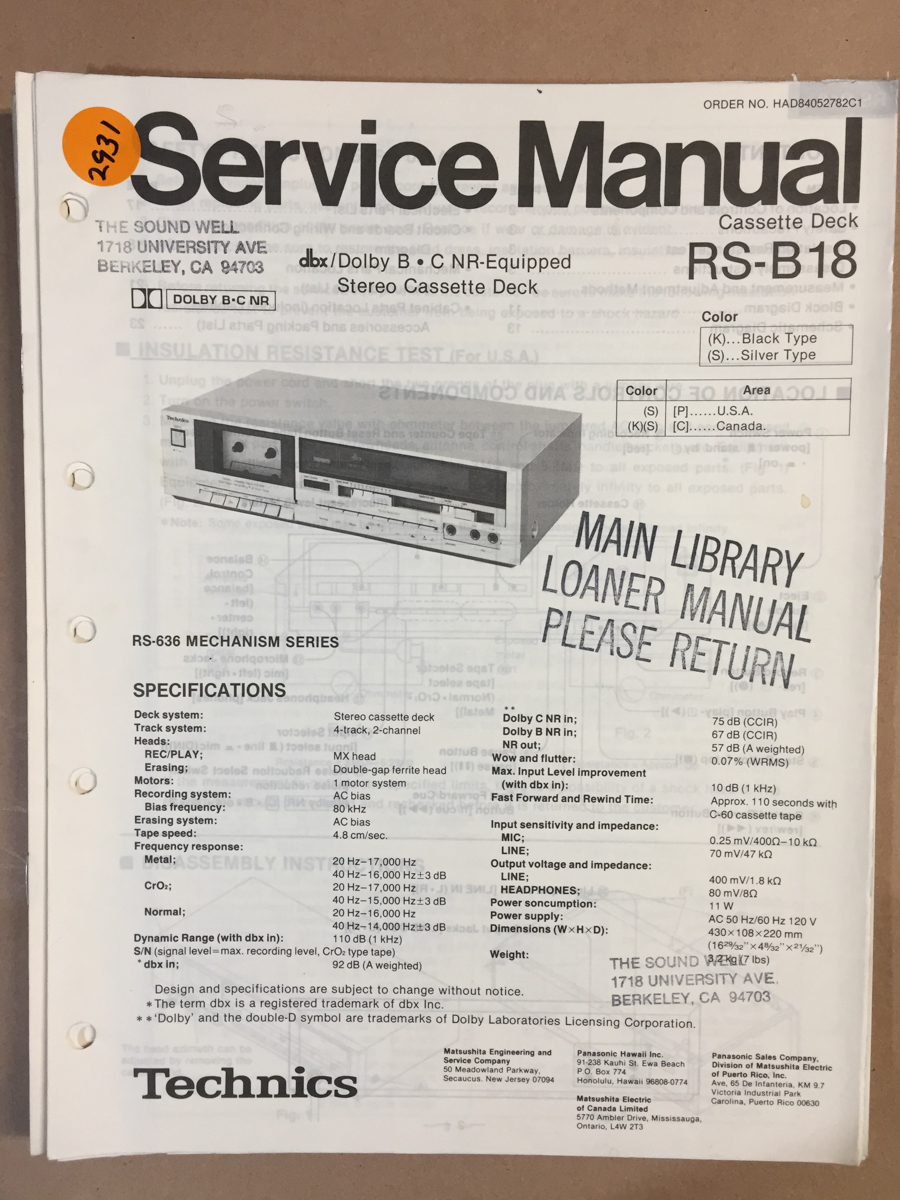 ORDER NO. HAD84052782C1
2931
Service Manual
THE SOUND WELL
1718 UNIVERSITY AVE
BERKELEY, CA 94703
Cassette Deck
RS-B18
dbx/Dolby B • C NR-Equipped
Stereo Cassette Deck
DOLBY B•C NR
Color
(K)...Black Type
(S)...Silver Type
Color Area
(S) [P]......U.S.A.
(K)(S) [C]......Canada.
Technics
MAIN LIBRARY
LOANER MANUAL
PLEASE RETURN
RS-636 MECHANISM SERIES
SPECIFICATIONS
Deck system: Stereo cassette deck
Track system: 4-track, 2-channel
Heads:
REC/PLAY; MX head
Erasing; Double-gap ferrite head
Motors: 1 motor system
Recording system: AC bias
Bias frequency: 80 kHz
Erasing system: AC bias
Tape speed: 4.8 cm/sec.
Frequency response:
Metal; 20 Hz–17,000 Hz
40 Hz–16,000 Hz±3 dB
CrO₂; 20 Hz–17,000 Hz
40 Hz–15,000 Hz±3 dB
Normal; 20 Hz–16,000 Hz
40 Hz–14,000 Hz±3 dB
Dynamic Range (with dbx in): 110 dB (1 kHz)
S/N (signal level=max. recording level, CrO₂ type tape)
*dbx in; 92 dB (A weighted)
**
Dolby C NR in; 75 dB (CCIR)
Dolby B NR in; 67 dB (CCIR)
NR out; 57 dB (A weighted)
Wow and flutter: 0.07% (WRMS)
Max. Input Level improvement
(with dbx in): 10 dB (1 kHz)
Fast Forward and Rewind Time: Approx. 110 seconds with
C-60 cassette tape
Input sensitivity and impedance:
MIC; 0.25 mV/400Ω–10 kΩ
LINE; 70 mV/47 kΩ
Output voltage and impedance:
LINE; 400 mV/1.8 kΩ
HEADPHONES; 80 mV/8Ω
Power soncumption: 11 W
Power supply: AC 50 Hz/60 Hz 120 V
Dimensions (W×H×D): 430×108×220 mm
(16 29/32"×4 8/32"×2 1/32")
Weight: 3.2 kg (7 lbs)
THE SOUND WELL
1718 UNIVERSITY AVE.
BERKELEY, CA 94703
Design and specifications are subject to change without notice.
*The term dbx is a registered trademark of dbx Inc.
**'Dolby' and the double-D symbol are trademarks of Dolby Laboratories Licensing Corporation.
Technics
Matsushita Engineering and
Service Company
50 Meadowland Parkway,
Secaucus. New Jersey 07094
Panasonic Hawaii Inc.
91-238 Kauhi St. Ewa Beach
P.O. Box 774
Honolulu, Hawaii 96808-0774
Matsushita Electric
of Canada Limited
5770 Ambler Drive, Mississauga,
Ontario, L4W 2T3
Panasonic Sales Company,
Division of Matsushita Electric
of Puerto Rico, Inc.
Ave, 65 De Infanteria, KM 9.7
Victoria Industrial Park
Carolina, Puerto Rico 00630